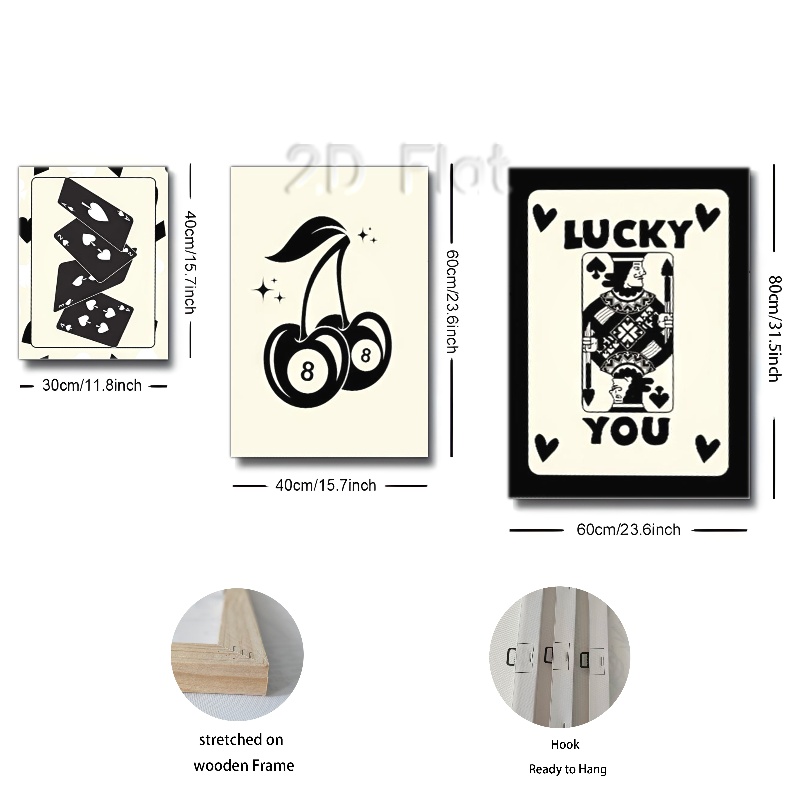 2D Flat
40cm/15.7inch
30cm/11.8inch
8
8
60cm/23.6inch
40cm/15.7inch
LUCKY
YOU
80cm/31.5inch
60cm/23.6inch
stretched on
wooden Frame
Hook
Ready to Hang